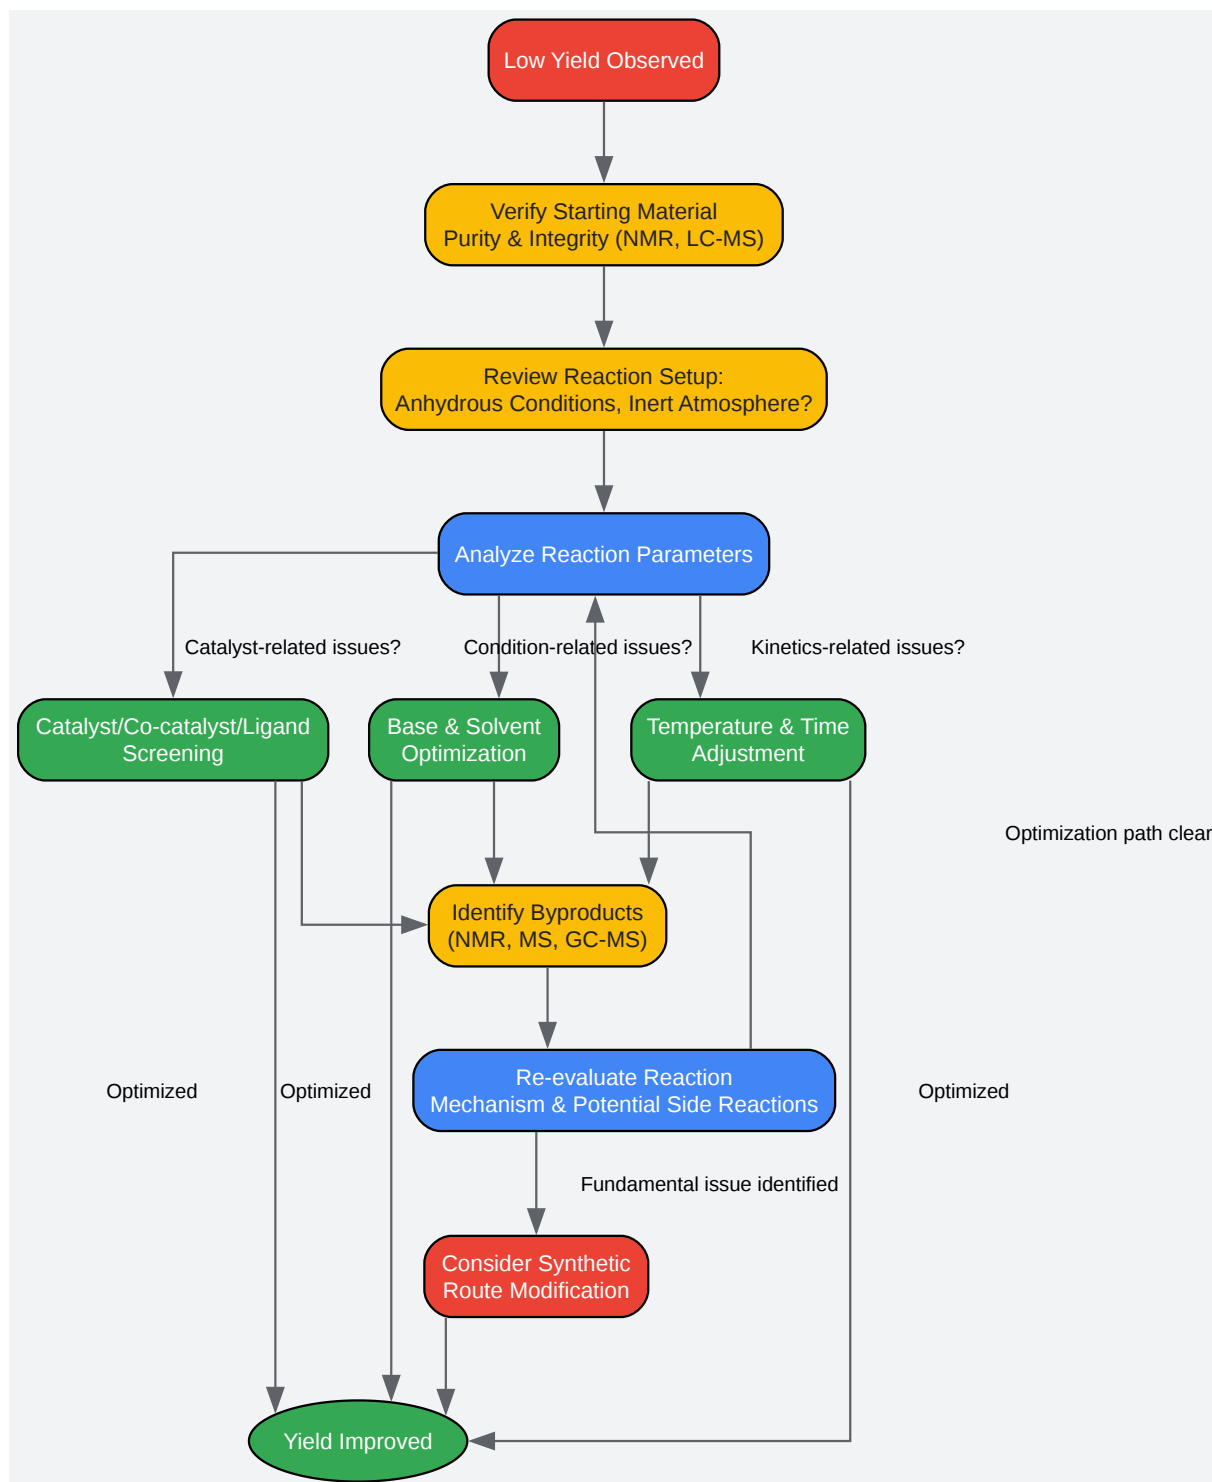 Low Yield Observed
Verify Starting Material
Purity & Integrity (NMR, LC-MS)
Review Reaction Setup:
Anhydrous Conditions, Inert Atmosphere?
Analyze Reaction Parameters
Catalyst-related issues?
Condition-related issues?
Kinetics-related issues?
Catalyst/Co-catalyst/Ligand
Screening
Base & Solvent
Optimization
Temperature & Time
Adjustment
Optimization path clear
Identify Byproducts
(NMR, MS, GC-MS)
Re-evaluate Reaction
Mechanism & Potential Side Reactions
Optimized
Optimized
Optimized
Fundamental issue identified
Consider Synthetic
Route Modification
Yield Improved